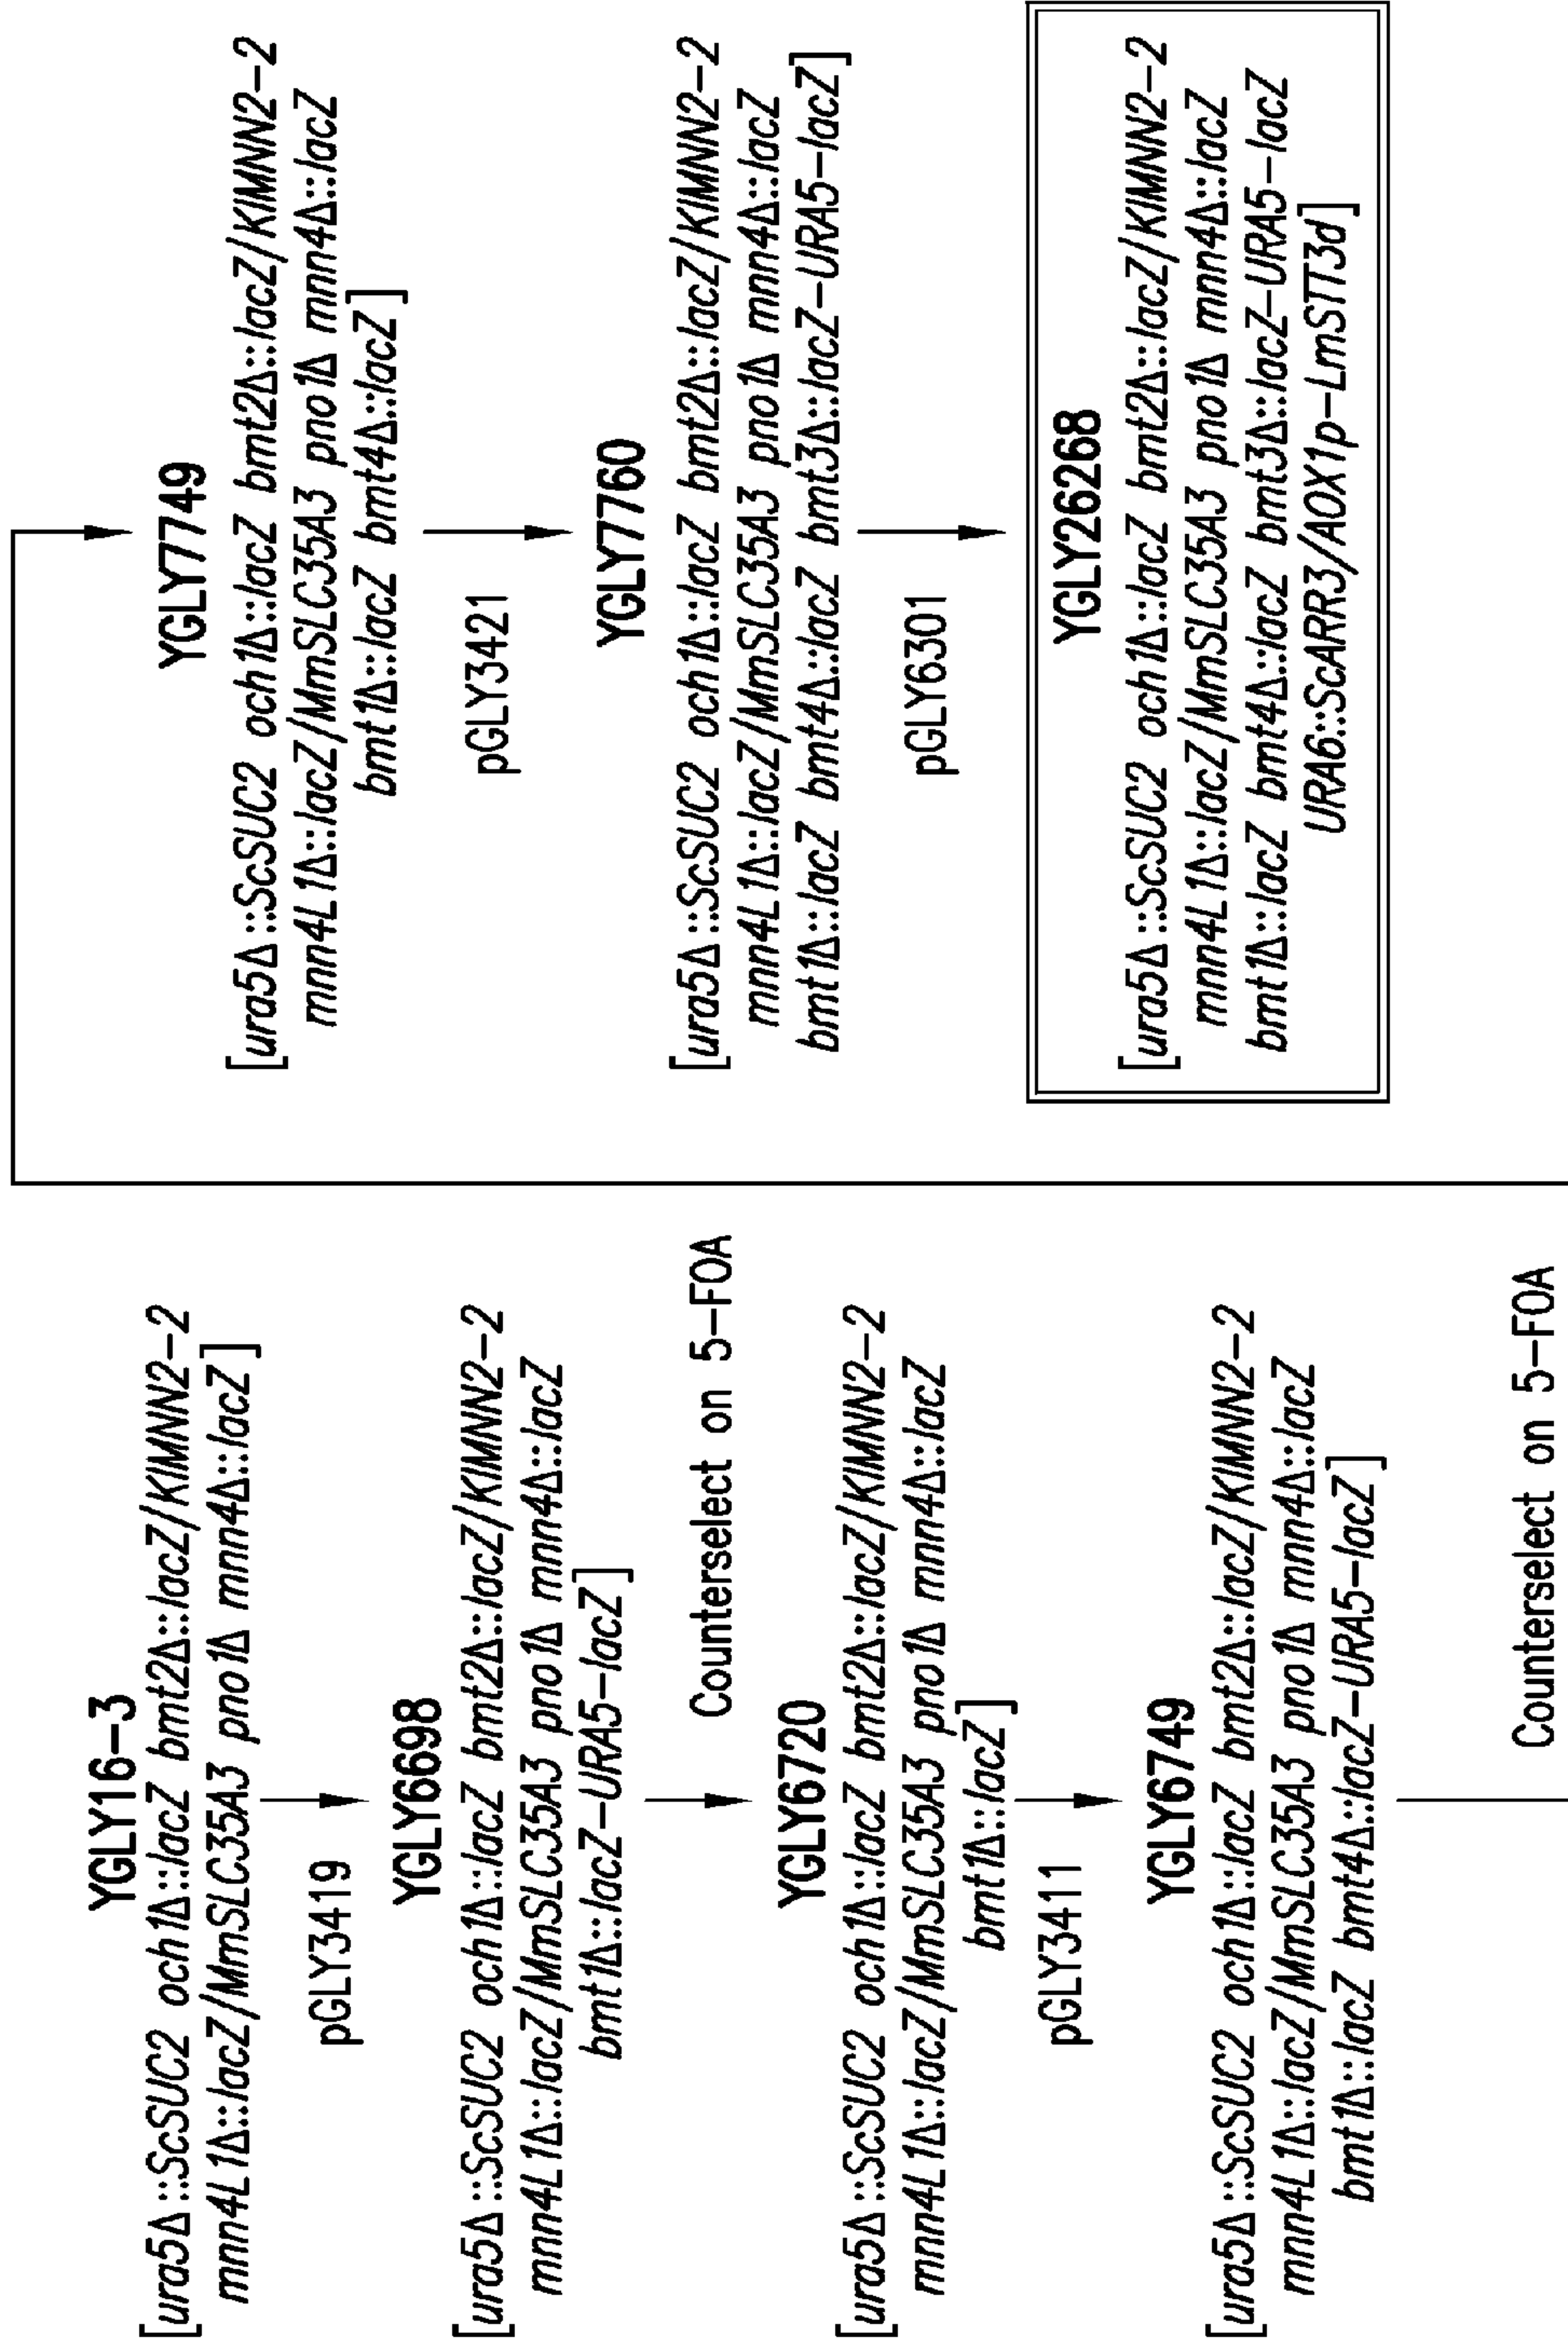 YGLY16-3
[ura5Δ::ScSUC2 och1Δ::lacZ bmt2Δ::lacZ/KlMNN2-2
mnn4L1Δ::lacZ/MmSLC35A3 pno1Δ mnn4Δ::lacZ]
pGLY3419
YGLY6698
[ura5Δ::ScSUC2 och1Δ::lacZ bmt2Δ::lacZ/KlMNN2-2
mnn4L1Δ::lacZ/MmSLC35A3 pno1Δ mnn4Δ::lacZ
bmt1Δ::lacZ-URA5-lacZ]
Counterselect on 5-FOA
YGLY6720
[ura5Δ::ScSUC2 och1Δ::lacZ bmt2Δ::lacZ/KlMNN2-2
mnn4L1Δ::lacZ/MmSLC35A3 pno1Δ mnn4Δ::lacZ
bmt1Δ::lacZ]
pGLY3411
YGLY6749
[ura5Δ::ScSUC2 och1Δ::lacZ bmt2Δ::lacZ/KlMNN2-2
mnn4L1Δ::lacZ/MmSLC35A3 pno1Δ mnn4Δ::lacZ
bmt1Δ::lacZ bmt4Δ::lacZ-URA5-lacZ]
Counterselect on 5-FOA
YGLY7749
[ura5Δ::ScSUC2 och1Δ::lacZ bmt2Δ::lacZ/KlMNN2-2
mnn4L1Δ::lacZ/MmSLC35A3 pno1Δ mnn4Δ::lacZ
bmt1Δ::lacZ bmt4Δ::lacZ]
pGLY3421
YGLY7760
[ura5Δ::ScSUC2 och1Δ::lacZ bmt2Δ::lacZ/KlMNN2-2
mnn4L1Δ::lacZ/MmSLC35A3 pno1Δ mnn4Δ::lacZ
bmt1Δ::lacZ bmt4Δ::lacZ bmt3Δ::lacZ-URA5-lacZ]
pGLY6301
YGLY26268
[ura5Δ::ScSUC2 och1Δ::lacZ bmt2Δ::lacZ/KlMNN2-2
mnn4L1Δ::lacZ/MmSLC35A3 pno1Δ mnn4Δ::lacZ
bmt1Δ::lacZ bmt4Δ::lacZ bmt3Δ::lacZ-URA5-lacZ
URA6::ScARR3/AOX1p-LmSTT3d]